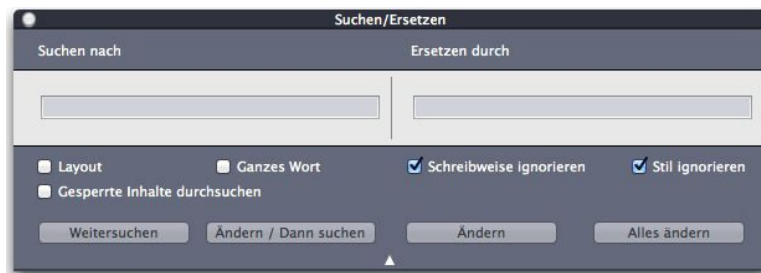 Suchen/Ersetzen
Suchen nach Ersetzen durch
Layout Ganzes Wort Schreibweise ignorieren Stil ignorieren
Gesperrte Inhalte durchsuchen
Weitersuchen Ändern / Dann suchen Ändern Alles ändern